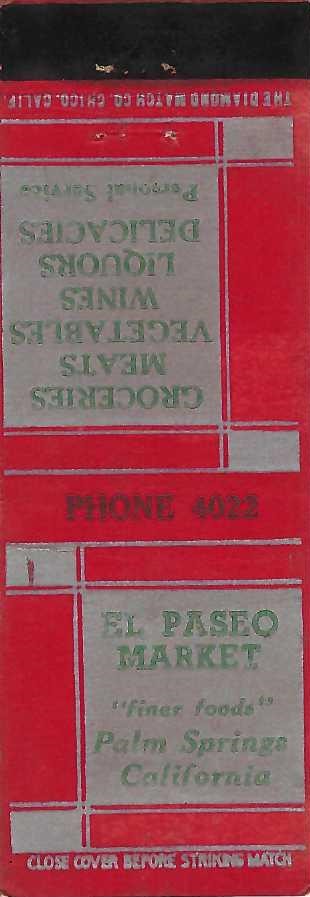 THE DIAMOND MATCH CO. CHICO, CALIF.
GROCERIES
MEATS
VEGETABLES
WINES
LIQUORS
DELICACIES
Personal Service
PHONE 4022
EL PASEO
MARKET
"finer foods"
Palm Springs
California
CLOSE COVER BEFORE STRIKING MATCH